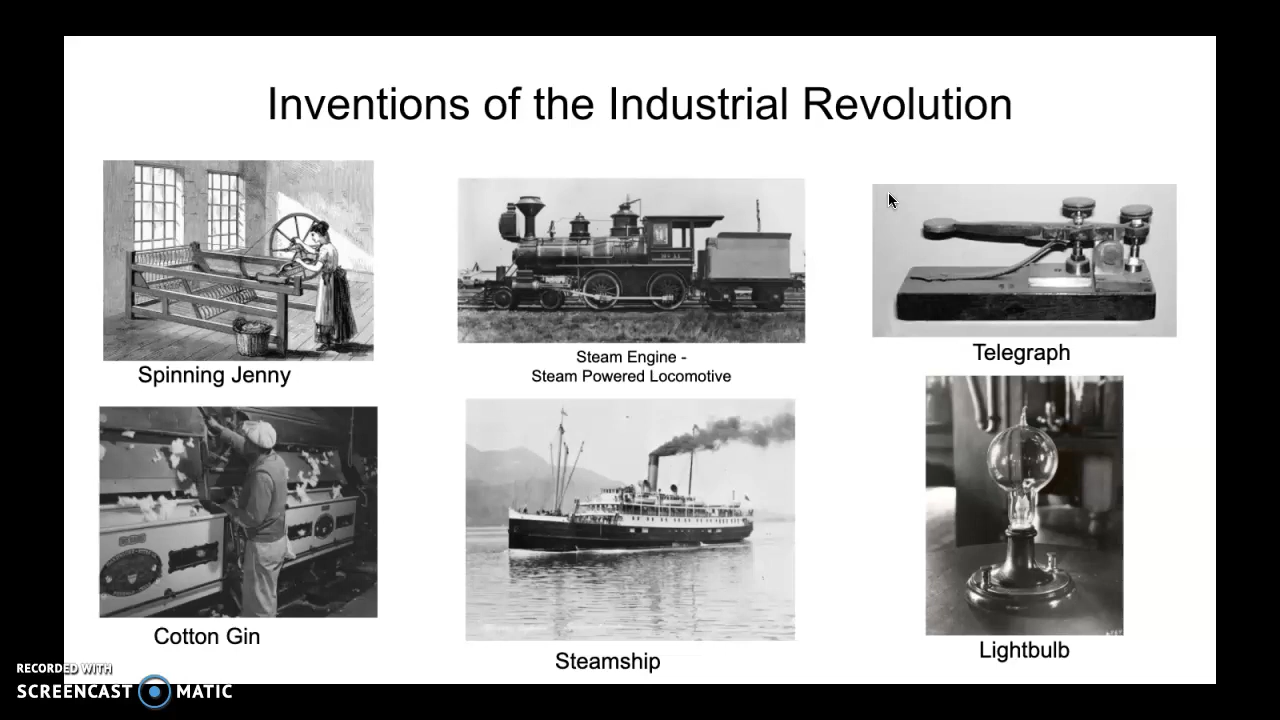 Inventions of the Industrial Revolution
Spinning Jenny
Steam Engine -
Steam Powered Locomotive
Telegraph
Cotton Gin
Steamship
Lightbulb
RECORDED WITH
SCREENCAST MATIC